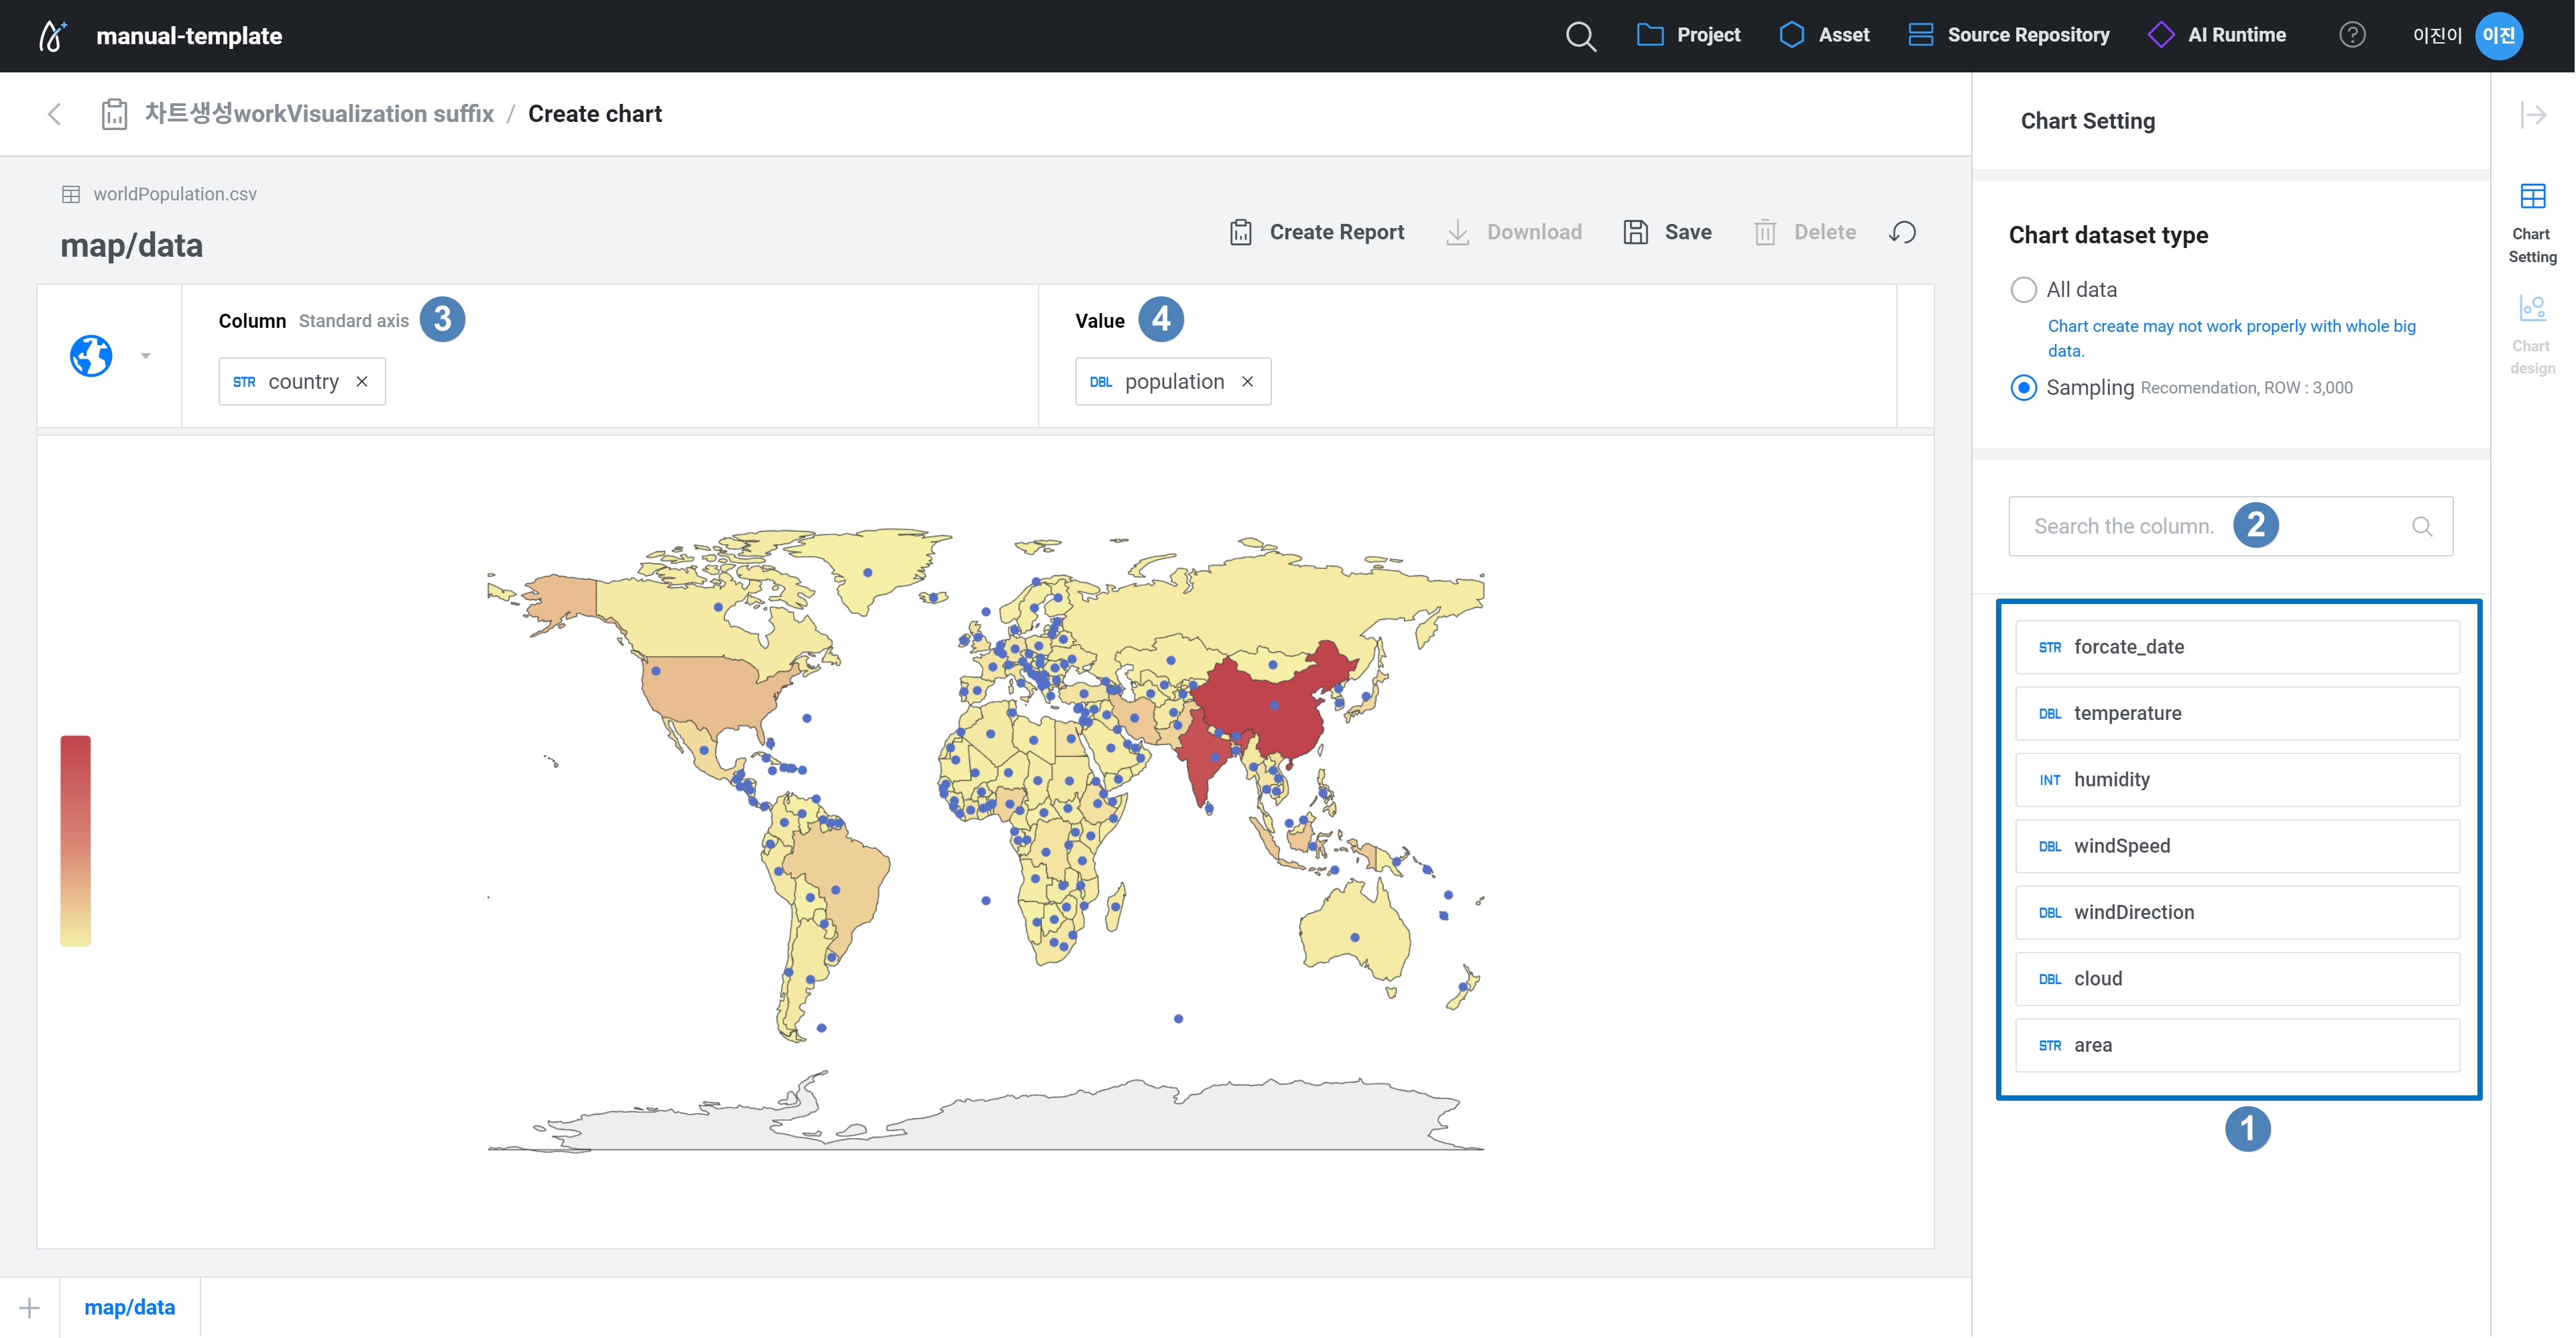 manual-template
Project
Asset
Source Repository
AI Runtime
?
이진이
이진
차트생성workVisualization suffix / Create chart
worldPopulation.csv
map/data
Create Report
Download
Save
Delete
Column Standard axis 3
STR country ×
Value 4
DBL population ×
Chart Setting
Chart dataset type
All data
Chart create may not work properly with whole big
data.
Sampling Recomendation, ROW : 3,000
Search the column. 2
STR forcate_date
DBL temperature
INT humidity
DBL windSpeed
DBL windDirection
DBL cloud
STR area
1
Chart
Setting
Chart
design
map/data